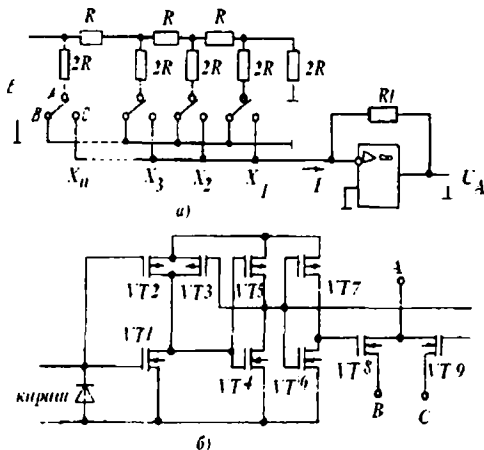 R R R
2R 2R 2R 2R 2R
E
A
B C
R1
X_n X_3 X_2 X_1 I
▷ ∞
U_A
а)
VT2 VT3 VT5 VT7
A
VT1
VT4 VT6 VT8 VT9
кириш
B C
б)